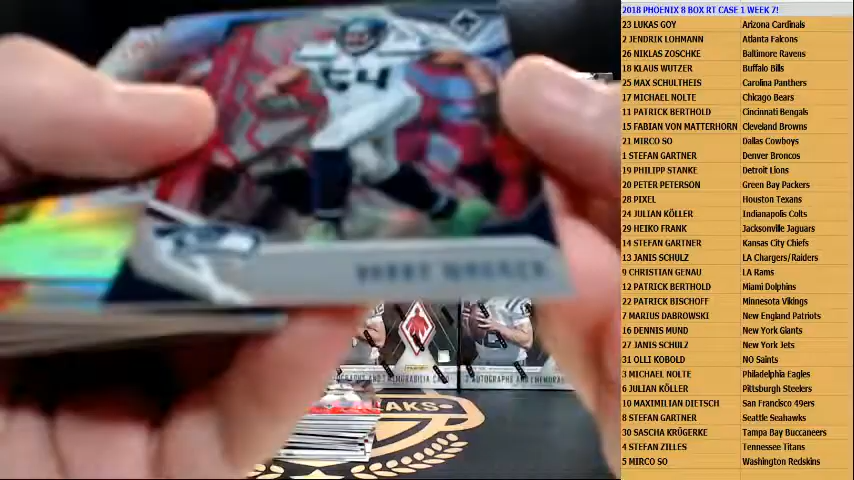 2018 PHOENIX 8 BOX RT CASE 1 WEEK 7!
23 LUKAS GOY Arizona Cardinals
2 JENDRIK LOHMANN Atlanta Falcons
26 NIKLAS ZOSCHKE Baltimore Ravens
18 KLAUS WUTZER Buffalo Bills
25 MAX SCHULTHEIS Carolina Panthers
17 MICHAEL NOLTE Chicago Bears
11 PATRICK BERTHOLD Cincinnati Bengals
15 FABIAN VON MATTERHORN Cleveland Browns
21 MIRCO SO Dallas Cowboys
1 STEFAN GARTNER Denver Broncos
19 PHILIPP STANKE Detroit Lions
20 PETER PETERSON Green Bay Packers
28 PIXEL Houston Texans
24 JULIAN KÖLLER Indianapolis Colts
29 HEIKO FRANK Jacksonville Jaguars
14 STEFAN GARTNER Kansas City Chiefs
13 JANIS SCHULZ LA Chargers/Raiders
9 CHRISTIAN GENAU LA Rams
12 PATRICK BERTHOLD Miami Dolphins
22 PATRICK BISCHOFF Minnesota Vikings
7 MARIUS DABROWSKI New England Patriots
16 DENNIS MUND New York Giants
27 JANIS SCHULZ New York Jets
31 OLLI KOBOLD NO Saints
3 MICHAEL NOLTE Philadelphia Eagles
6 JULIAN KÖLLER Pittsburgh Steelers
10 MAXIMILIAN DIETSCH San Francisco 49ers
8 STEFAN GARTNER Seattle Seahawks
30 SASCHA KRÜGERKE Tampa Bay Buccaneers
4 STEFAN ZILLES Tennessee Titans
5 MIRCO SO Washington Redskins
54
BOBBY WAGNER
AND MEMORABILIA
2 AUTOGRAPHS AND